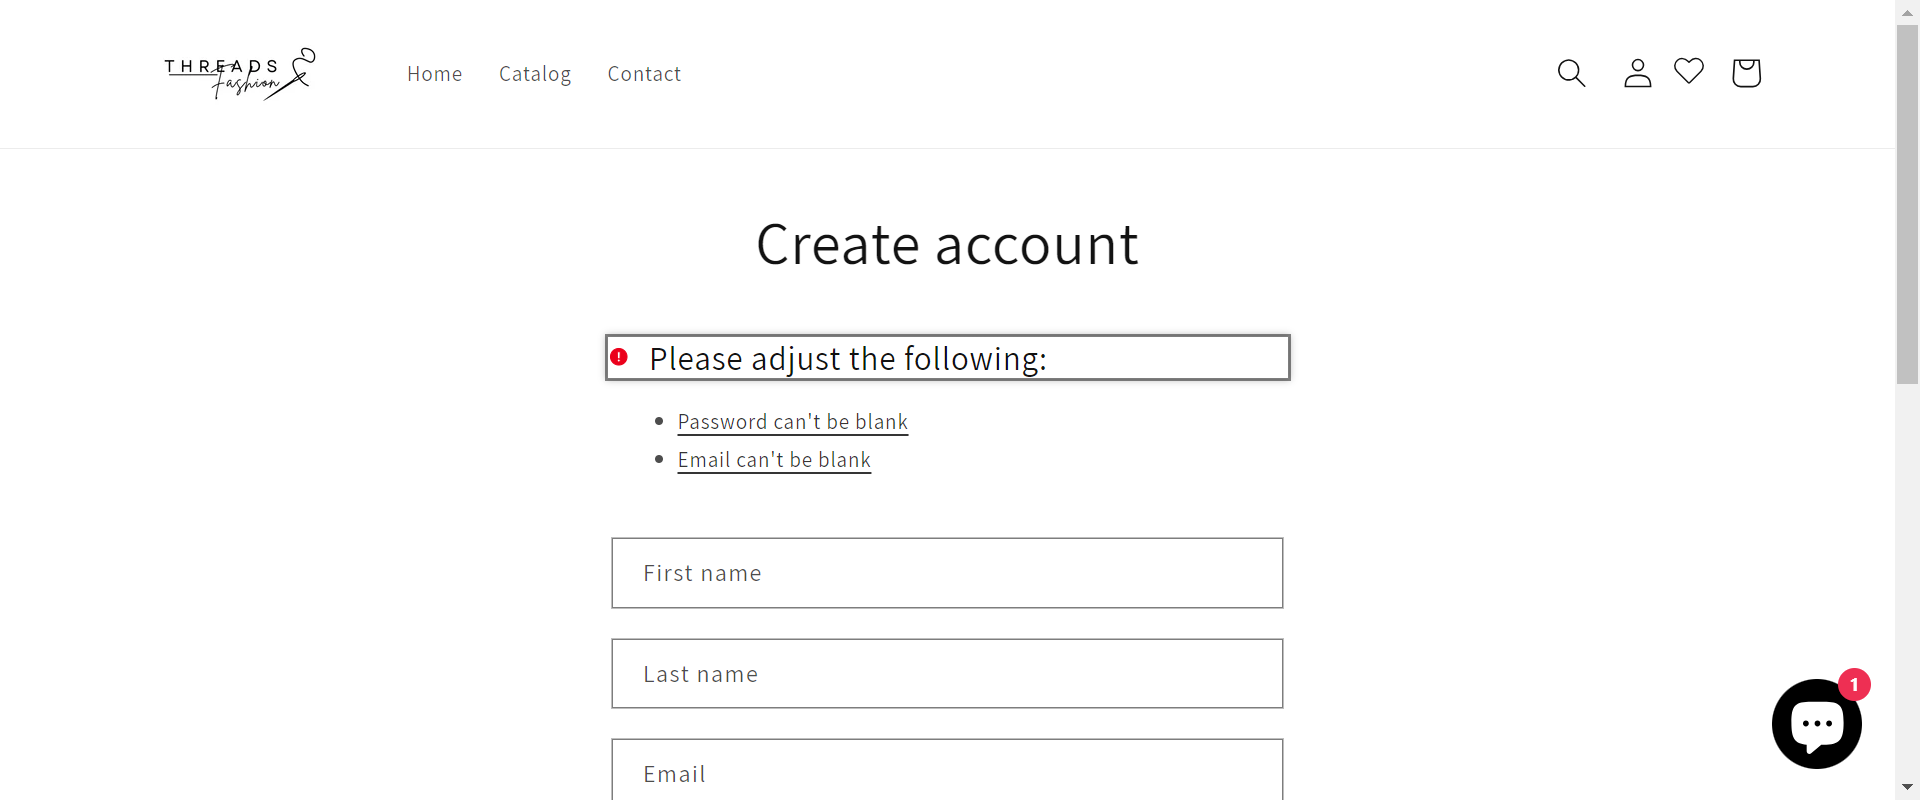 THREADS
Fashion
Home
Catalog
Contact
Create account
Please adjust the following:
Password can't be blank
Email can't be blank
First name
Last name
Email
1